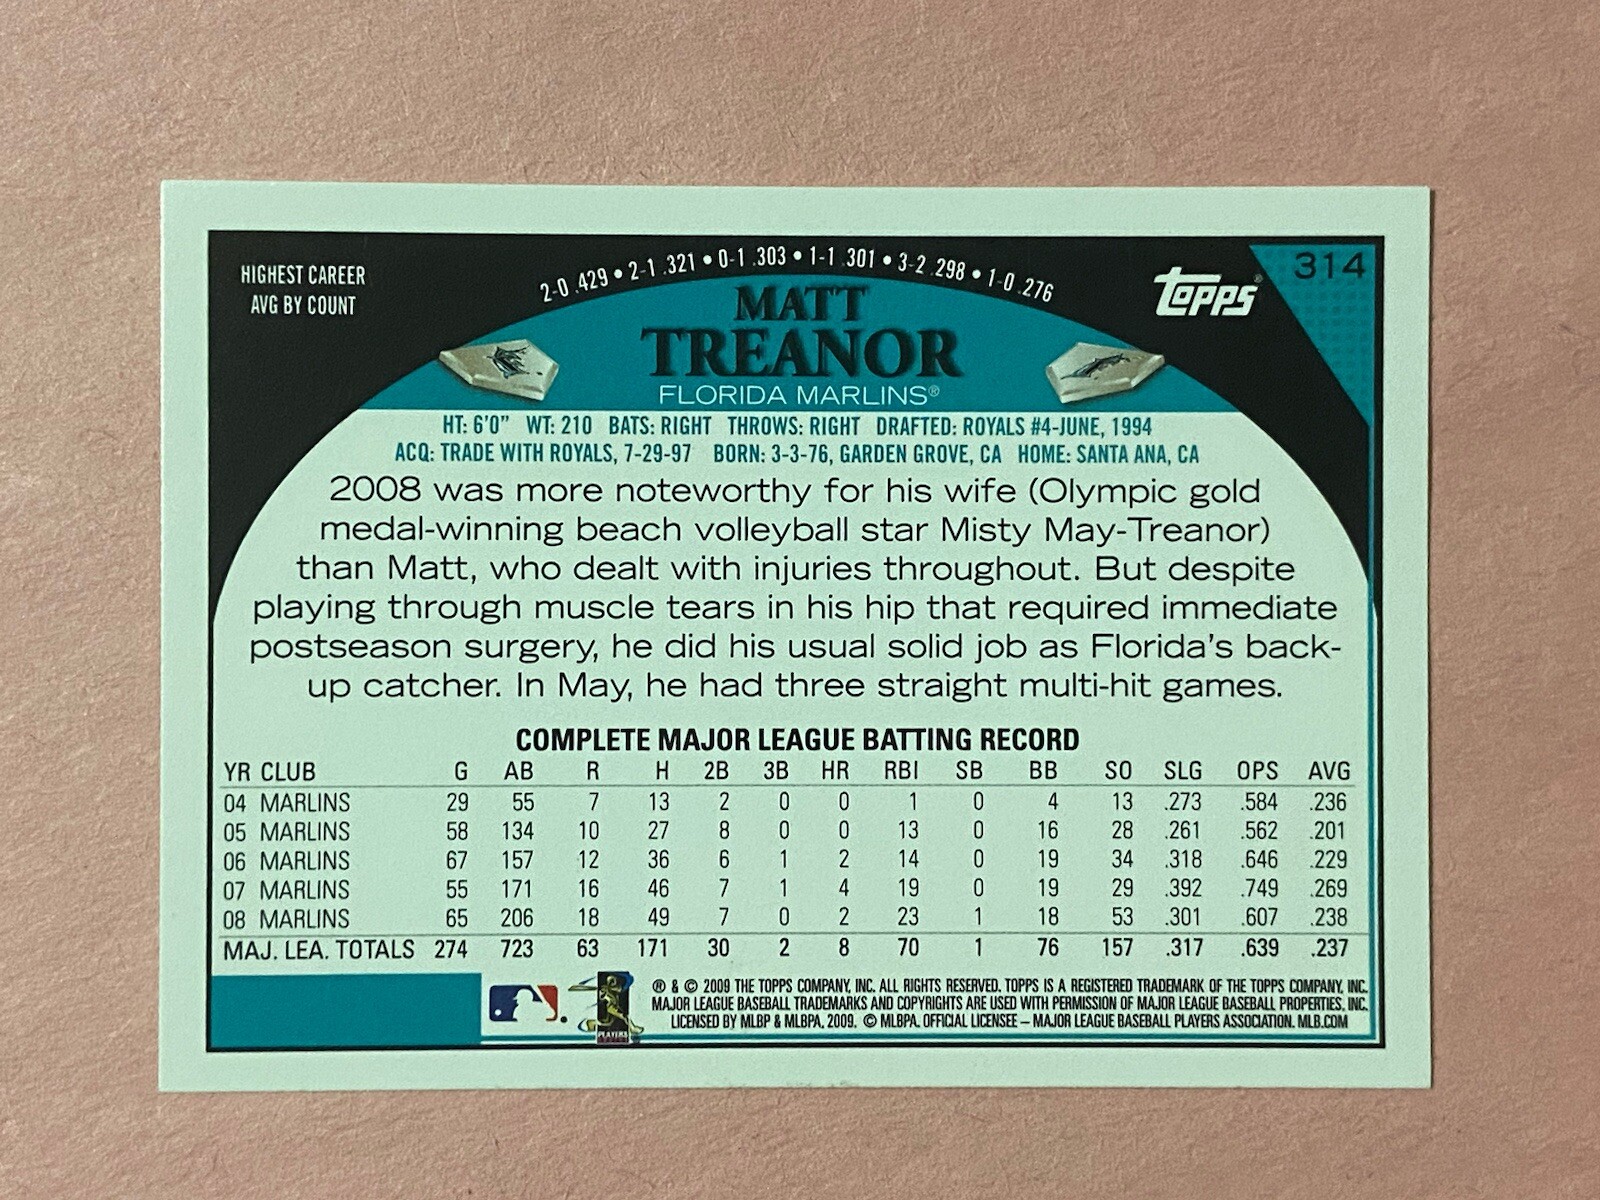 HIGHEST CAREER
AVG BY COUNT
2-0 .429 • 2-1 .321 • 0-1 .303 • 1-1 .301 • 3-2 .298 • 1-0 .276
Topps®
314
MATT
TREANOR
FLORIDA MARLINS®
HT: 6'0" WT: 210 BATS: RIGHT THROWS: RIGHT DRAFTED: ROYALS #4-JUNE, 1994
ACQ: TRADE WITH ROYALS, 7-29-97 BORN: 3-3-76, GARDEN GROVE, CA HOME: SANTA ANA, CA
2008 was more noteworthy for his wife (Olympic gold
medal-winning beach volleyball star Misty May-Treanor)
than Matt, who dealt with injuries throughout. But despite
playing through muscle tears in his hip that required immediate
postseason surgery, he did his usual solid job as Florida's back-
up catcher. In May, he had three straight multi-hit games.
COMPLETE MAJOR LEAGUE BATTING RECORD
YR CLUB G AB R H 2B 3B HR RBI SB BB SO SLG OPS AVG
04 MARLINS 29 55 7 13 2 0 0 1 0 4 13 .273 .584 .236
05 MARLINS 58 134 10 27 8 0 0 13 0 16 28 .261 .562 .201
06 MARLINS 67 157 12 36 6 1 2 14 0 19 34 .318 .646 .229
07 MARLINS 55 171 16 46 7 1 4 19 0 19 29 .392 .749 .269
08 MARLINS 65 206 18 49 7 0 2 23 1 18 53 .301 .607 .238
MAJ. LEA. TOTALS 274 723 63 171 30 2 8 70 1 76 157 .317 .639 .237
® & © 2009 THE TOPPS COMPANY, INC. ALL RIGHTS RESERVED. TOPPS IS A REGISTERED TRADEMARK OF THE TOPPS COMPANY, INC.
MAJOR LEAGUE BASEBALL TRADEMARKS AND COPYRIGHTS ARE USED WITH PERMISSION OF MAJOR LEAGUE BASEBALL PROPERTIES, INC.
LICENSED BY MLBP & MLBPA, 2009. © MLBPA. OFFICIAL LICENSEE – MAJOR LEAGUE BASEBALL PLAYERS ASSOCIATION. MLB.COM
PLAYERS